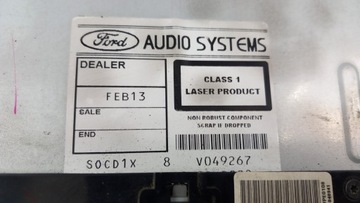 Ford AUDIO SYSTEMS
DEALER
FEB13
CLASS 1
LASER PRODUCT
NON ROBUST COMPONENT
SCRAP IF DROPPED
END
SOCD1X 8 V049267